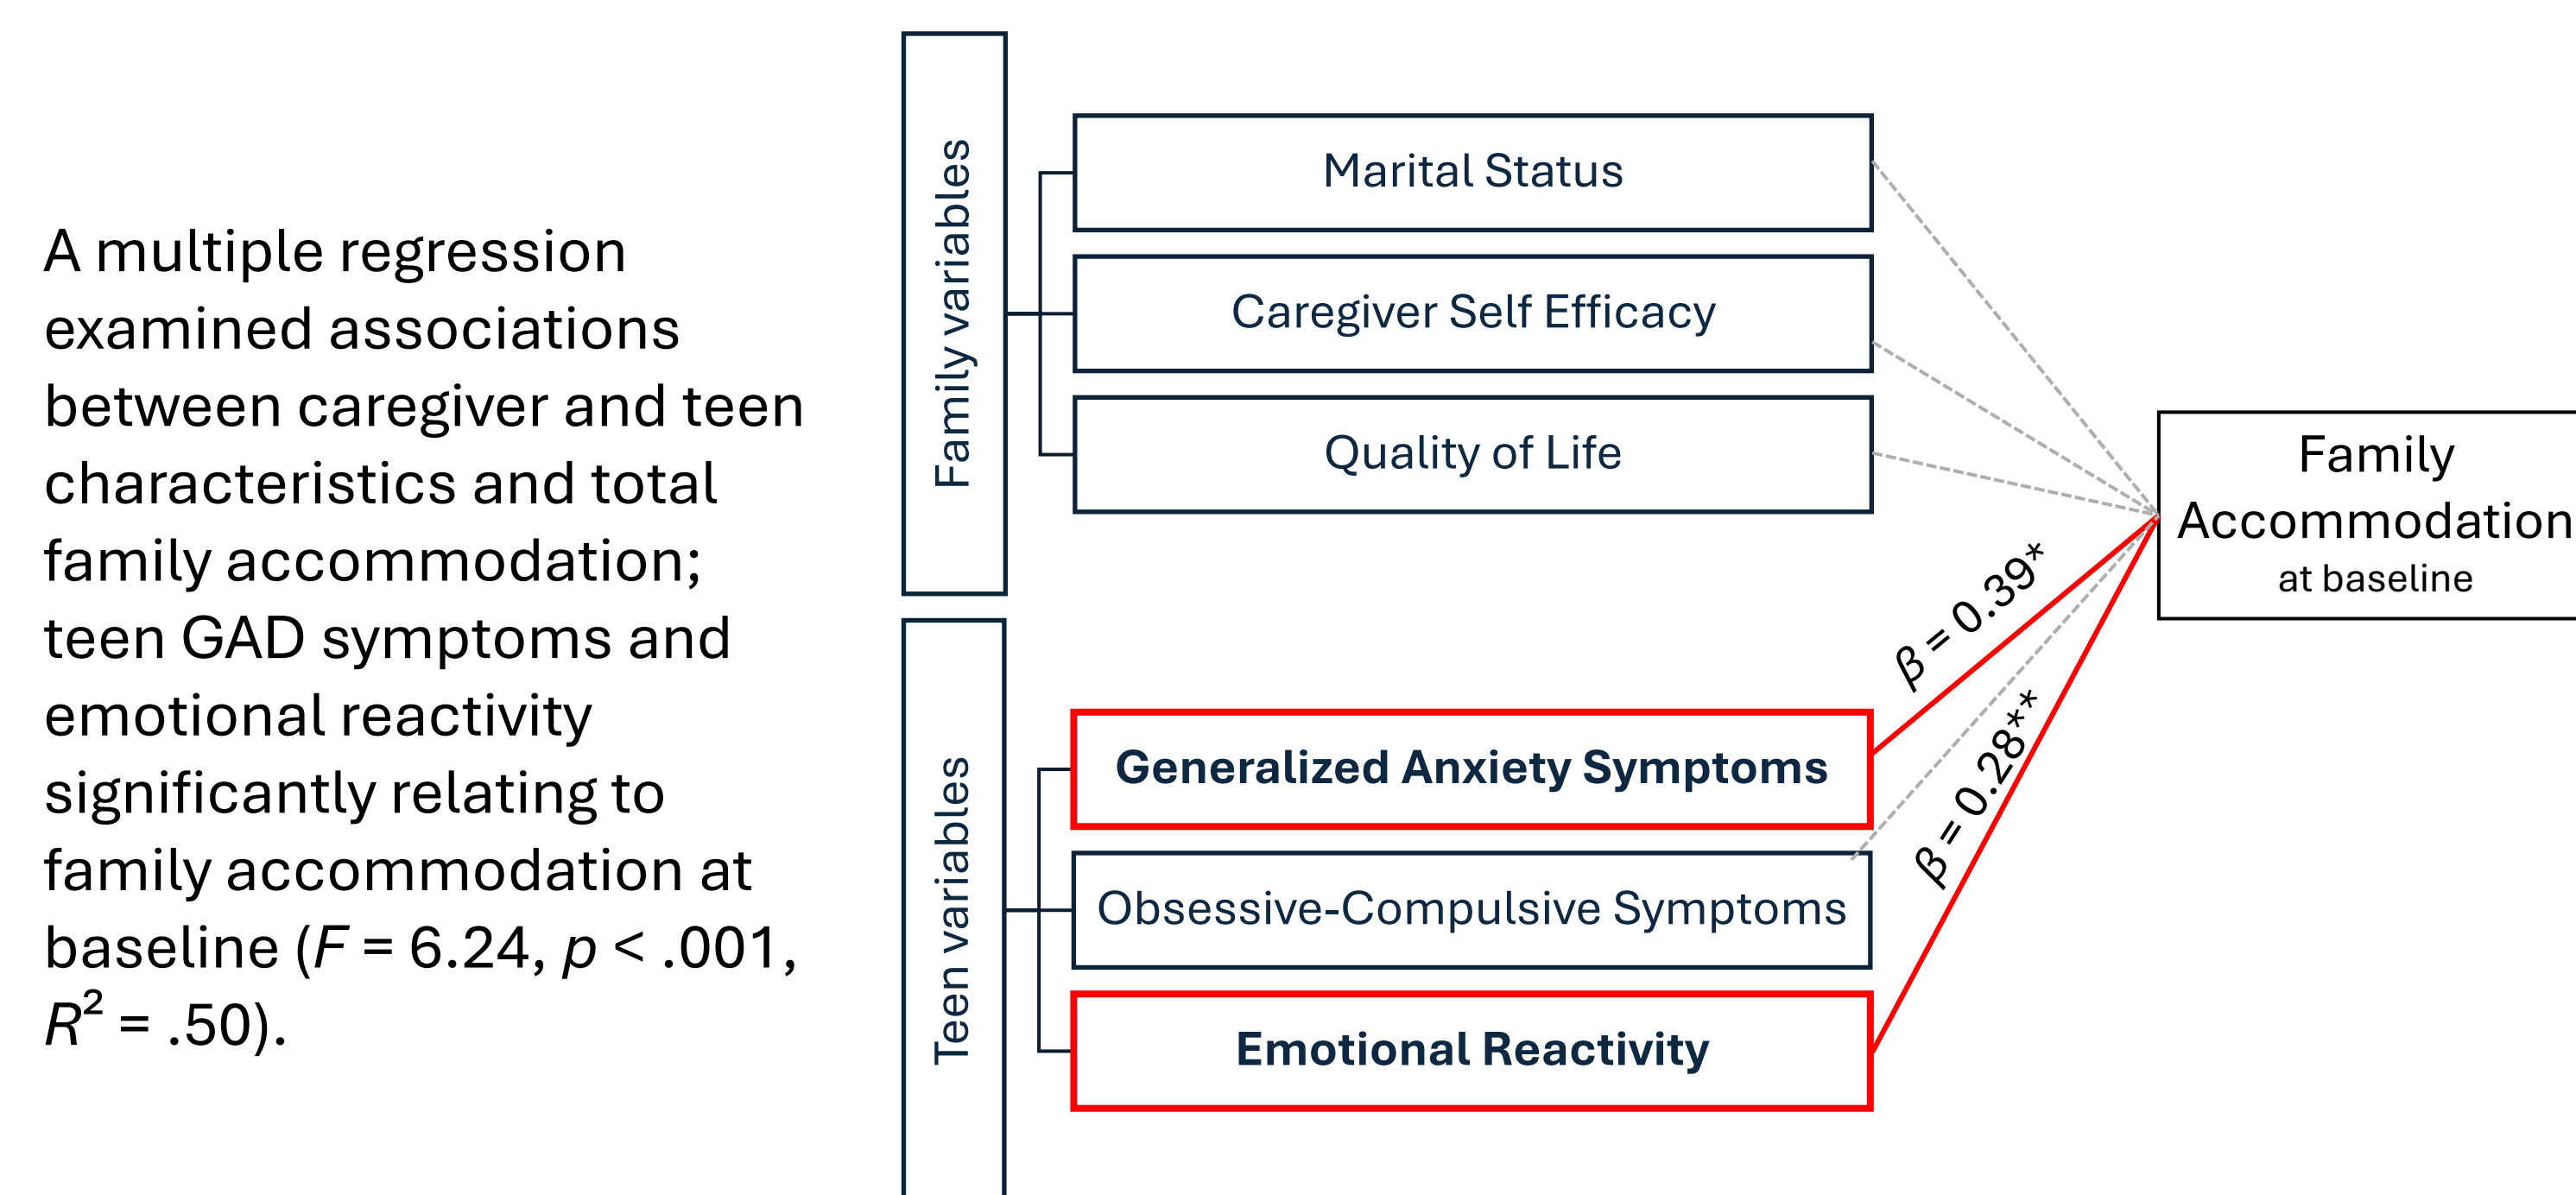 A multiple regression
examined associations
between caregiver and teen
characteristics and total
family accommodation;
teen GAD symptoms and
emotional reactivity
significantly relating to
family accommodation at
baseline (F = 6.24, p < .001,
R² = .50).
Family variables
Marital Status
Caregiver Self Efficacy
Quality of Life
Teen variables
Generalized Anxiety Symptoms
Obsessive-Compulsive Symptoms
Emotional Reactivity
β = 0.39*
β = 0.28**
Family
Accommodation
at baseline